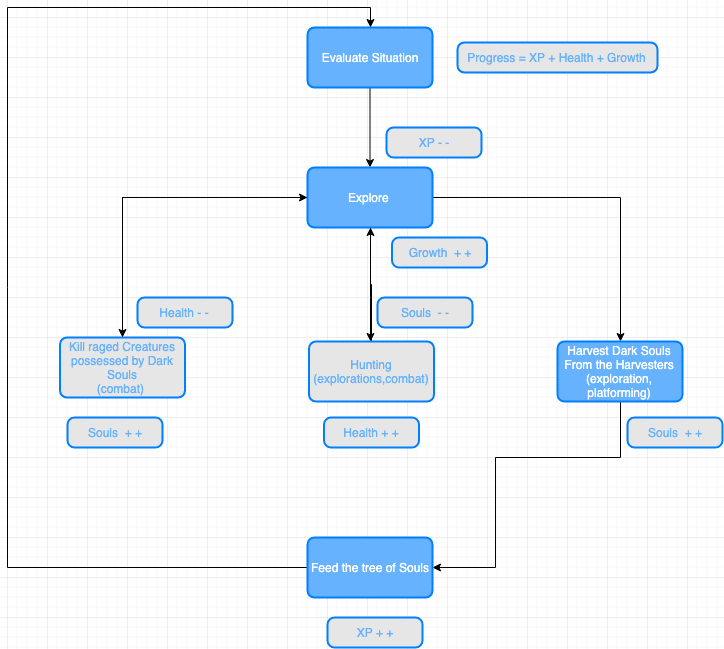 Evaluate Situation
Progress = XP + Health + Growth
XP - -
Explore
Growth + +
Health - -
Souls - -
Kill raged Creatures
possessed by Dark
Souls
(combat)
Hunting
(explorations,combat)
Harvest Dark Souls
From the Harvesters
(exploration,
platforming)
Souls + +
Health + +
Souls + +
Feed the tree of Souls
XP + +